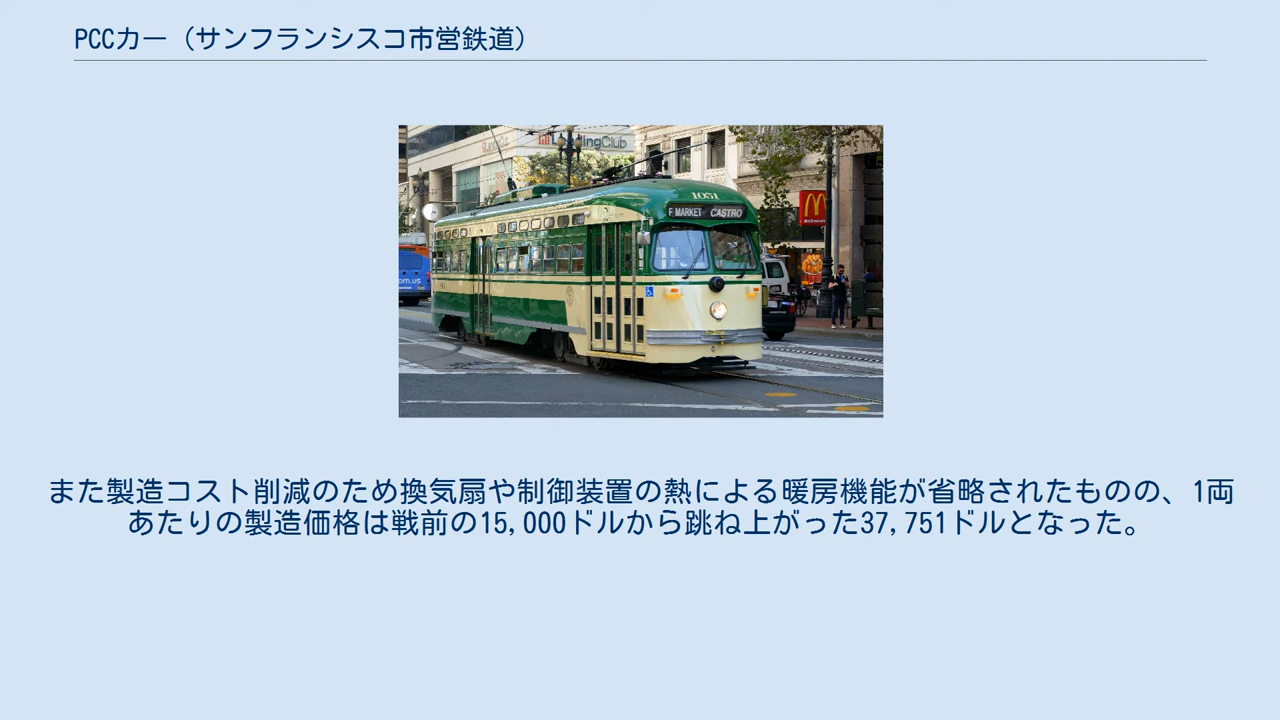 PCCカー（サンフランシスコ市営鉄道）
1051
F MARKET CASTRO
McDonald's
om.us
また製造コスト削減のため換気扇や制御装置の熱による暖房機能が省略されたものの、1両
あたりの製造価格は戦前の15,000ドルから跳ね上がった37,751ドルとなった。